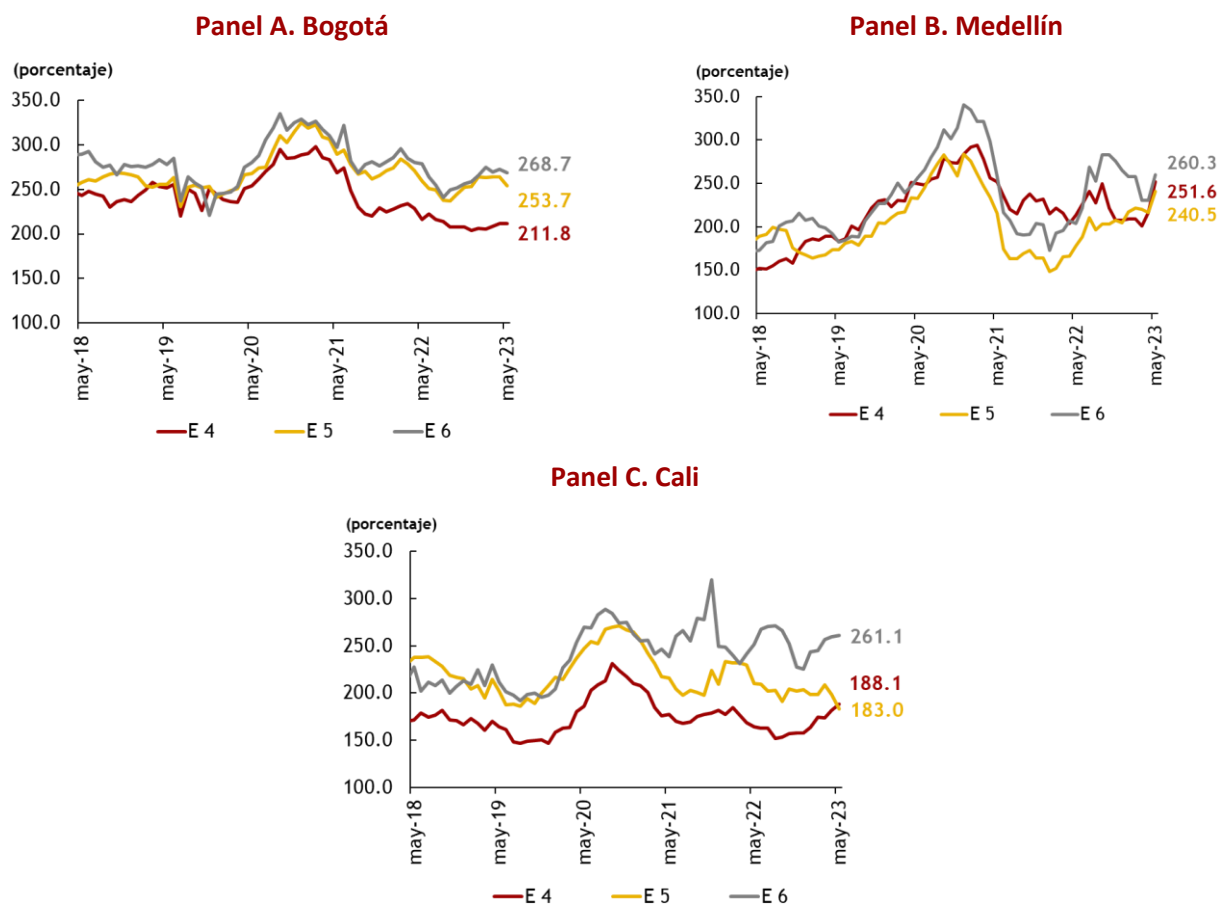 Panel A. Bogotá
(porcentaje)
350.0
300.0
250.0
200.0
150.0
100.0
268.7
253.7
211.8
may-18
may-19
may-20
may-21
may-22
may-23
E 4
E 5
E 6
Panel B. Medellín
(porcentaje)
350.0
300.0
250.0
200.0
150.0
100.0
260.3
251.6
240.5
may-18
may-19
may-20
may-21
may-22
may-23
E 4
E 5
E 6
Panel C. Cali
(porcentaje)
350.0
300.0
250.0
200.0
150.0
100.0
261.1
188.1
183.0
may-18
may-19
may-20
may-21
may-22
may-23
E 4
E 5
E 6